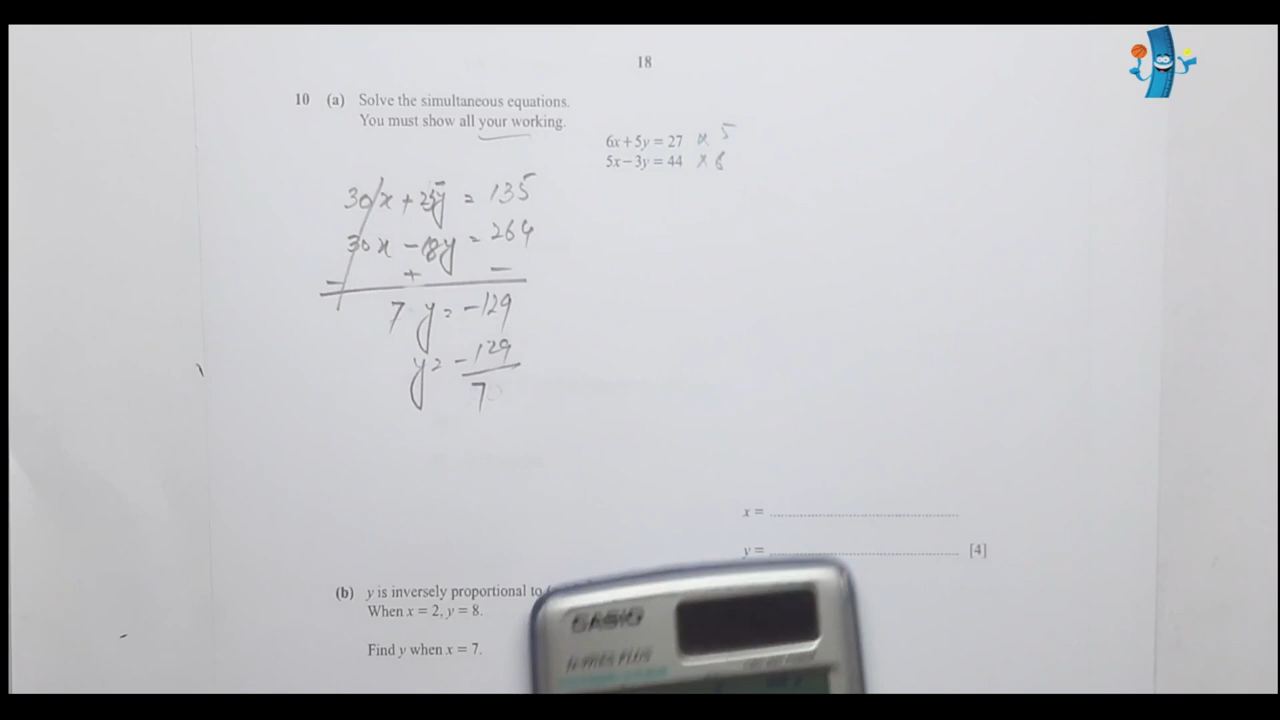 18
10 (a) Solve the simultaneous equations.
You must show all your working.
6x + 5y = 27 × 5
5x − 3y = 44 × 6
30x + 25y = 135
30x − 18y = 264
− + −
7 y = −129
y = −129
7
x = ..............................
y = .............................. [4]
(b) y is inversely proportional to
When x = 2, y = 8.
Find y when x = 7.
CASIO
PLUS